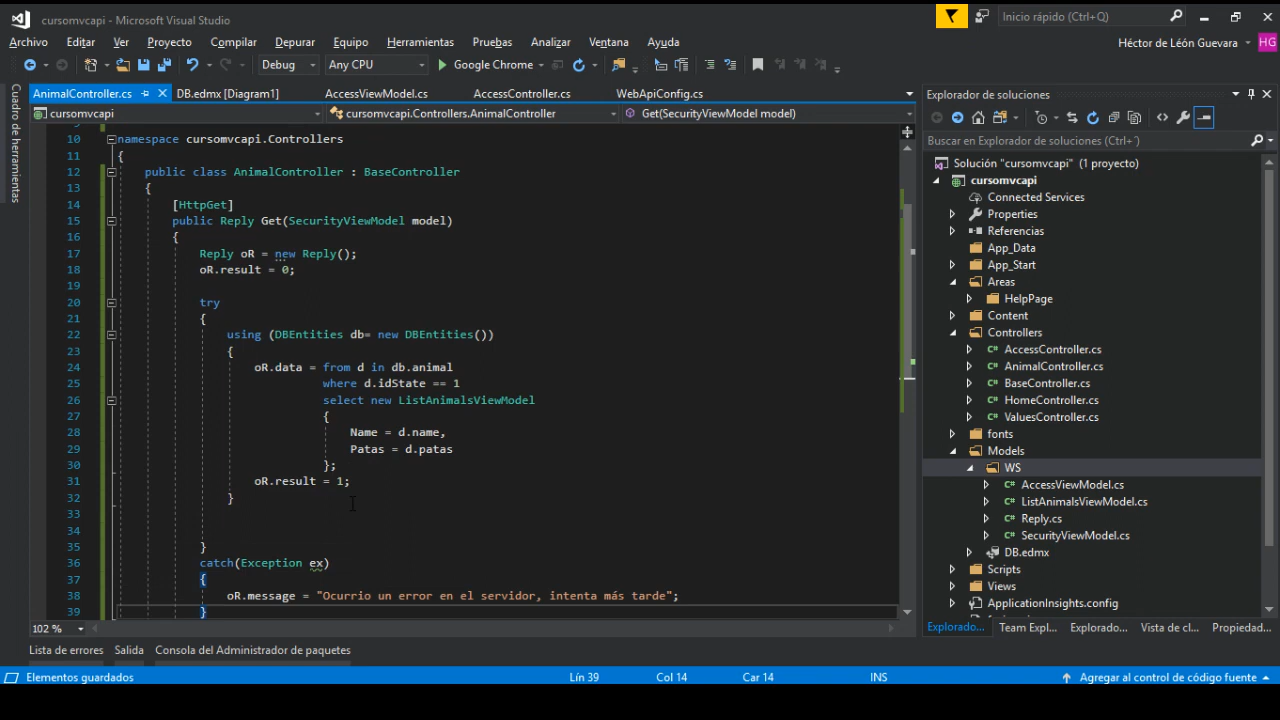 cursomvcapi - Microsoft Visual Studio
Inicio rápido (Ctrl+Q)
Archivo Editar Ver Proyecto Compilar Depurar Equipo Herramientas Pruebas Analizar Ventana Ayuda
Héctor de León Guevara HG
Debug Any CPU Google Chrome
Cuadro de herramientas
AnimalController.cs DB.edmx [Diagram1] AccessViewModel.cs AccessController.cs WebApiConfig.cs
cursomvcapi cursomvcapi.Controllers.AnimalController Get(SecurityViewModel model)
10 namespace cursomvcapi.Controllers
11 {
12 public class AnimalController : BaseController
13 {
14 [HttpGet]
15 public Reply Get(SecurityViewModel model)
16 {
17 Reply oR = new Reply();
18 oR.result = 0;
19
20 try
21 {
22 using (DBEntities db= new DBEntities())
23 {
24 oR.data = from d in db.animal
25 where d.idState == 1
26 select new ListAnimalsViewModel
27 {
28 Name = d.name,
29 Patas = d.patas
30 };
31 oR.result = 1;
32 }
33
34
35 }
36 catch(Exception ex)
37 {
38 oR.message = "Ocurrio un error en el servidor, intenta más tarde";
39 }
102 %
Explorador de soluciones
Buscar en Explorador de soluciones (Ctrl+´)
Solución "cursomvcapi" (1 proyecto)
cursomvcapi
Connected Services
Properties
Referencias
App_Data
App_Start
Areas
HelpPage
Content
Controllers
C# AccessController.cs
C# AnimalController.cs
C# BaseController.cs
C# HomeController.cs
C# ValuesController.cs
fonts
Models
WS
C# AccessViewModel.cs
C# ListAnimalsViewModel.cs
C# Reply.cs
C# SecurityViewModel.cs
DB.edmx
Scripts
Views
ApplicationInsights.config
Explorado... Team Expl... Explorado... Vista de cl... Propiedad...
Lista de errores Salida Consola del Administrador de paquetes
Elementos guardados Lín 39 Col 14 Car 14 INS Agregar al control de código fuente